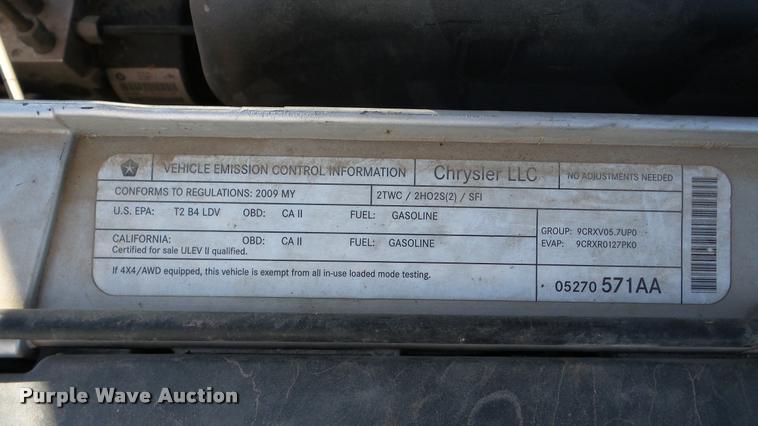 VEHICLE EMISSION CONTROL INFORMATION Chrysler LLC NO ADJUSTMENTS NEEDED
CONFORMS TO REGULATIONS: 2009 MY 2TWC / 2HO2S(2) / SFI
U.S. EPA: T2 B4 LDV OBD: CA II FUEL: GASOLINE
GROUP: 9CRXV05.7UP0
EVAP: 9CRXR0127PK0
CALIFORNIA: OBD: CA II FUEL: GASOLINE
Certified for sale ULEV II qualified.
If 4X4/AWD equipped, this vehicle is exempt from all in-use loaded mode testing.
05270 571AA
Purple Wave Auction